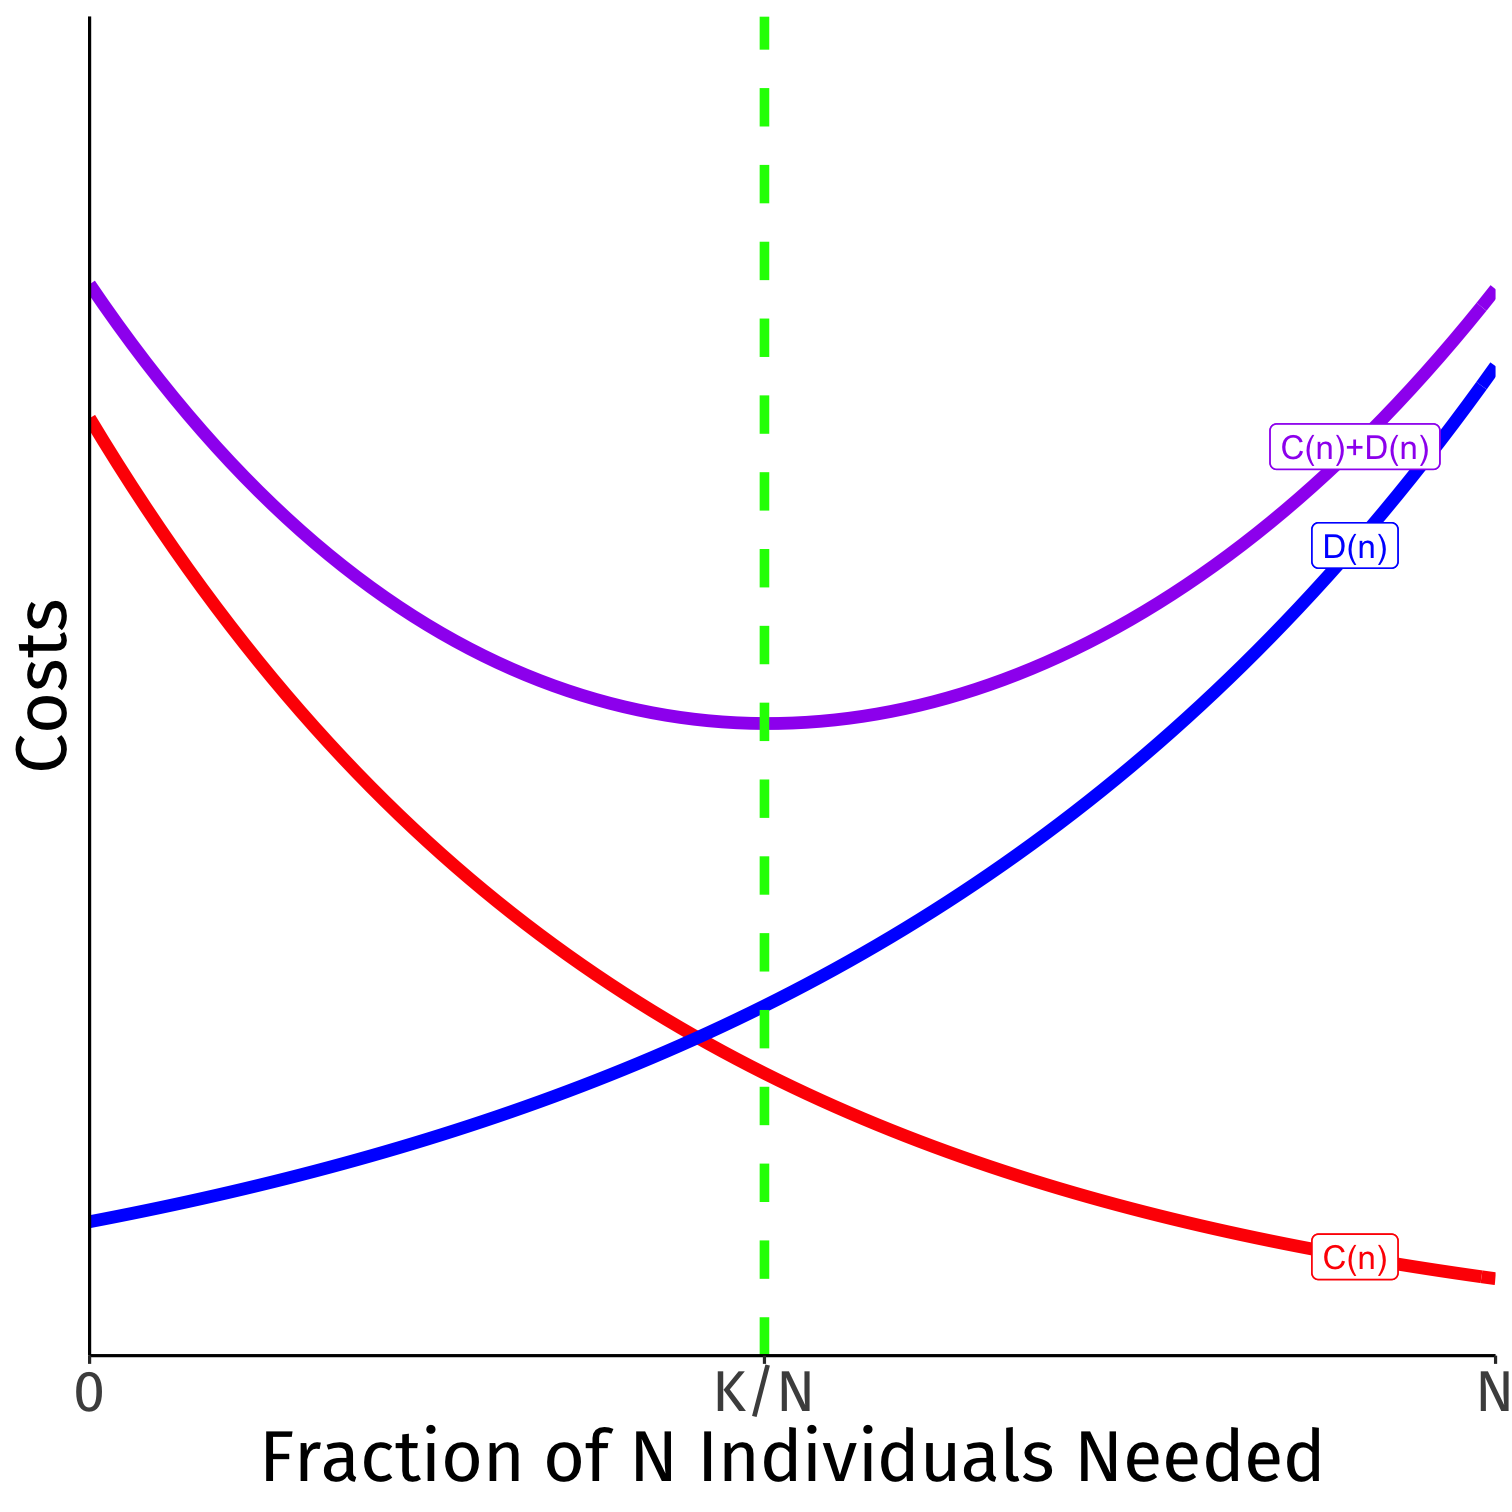 Costs
C(n)+D(n)
D(n)
C(n)
0
K/N
N
Fraction of N Individuals Needed